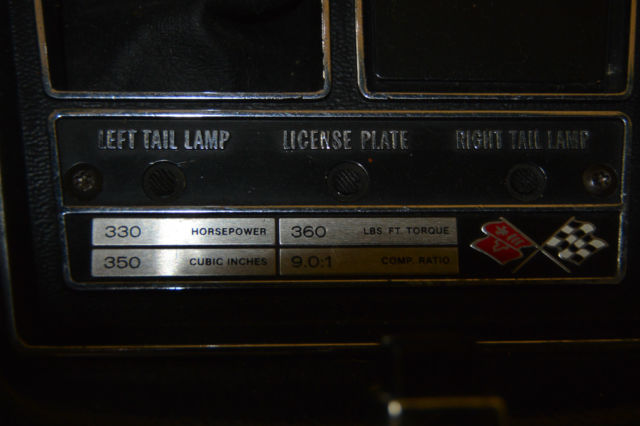 LEFT TAIL LAMP LICENSE PLATE RIGHT TAIL LAMP
330 HORSEPOWER 360 LBS. FT. TORQUE
350 CUBIC INCHES 9.0:1 COMP. RATIO